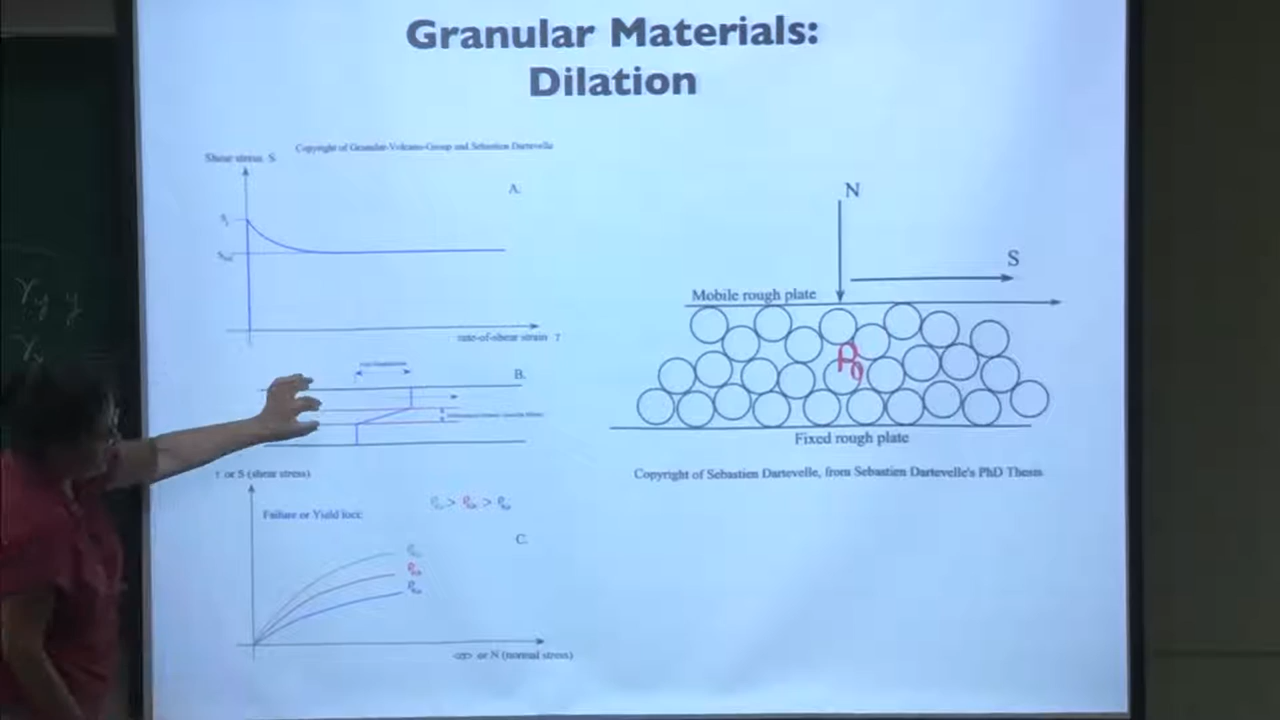 Granular Materials:
Dilation
Copyright of Granular-Volcano-Group and Sebastien Dartevelle
Shear stress S
A.
rate-of-shear strain
B.
or S (shear stress)
Failure or Yield loci:
C.
or N (normal stress)
N
S
Mobile rough plate
Fixed rough plate
Copyright of Sebastien Dartevelle, from Sebastien Dartevelle's PhD Thesis